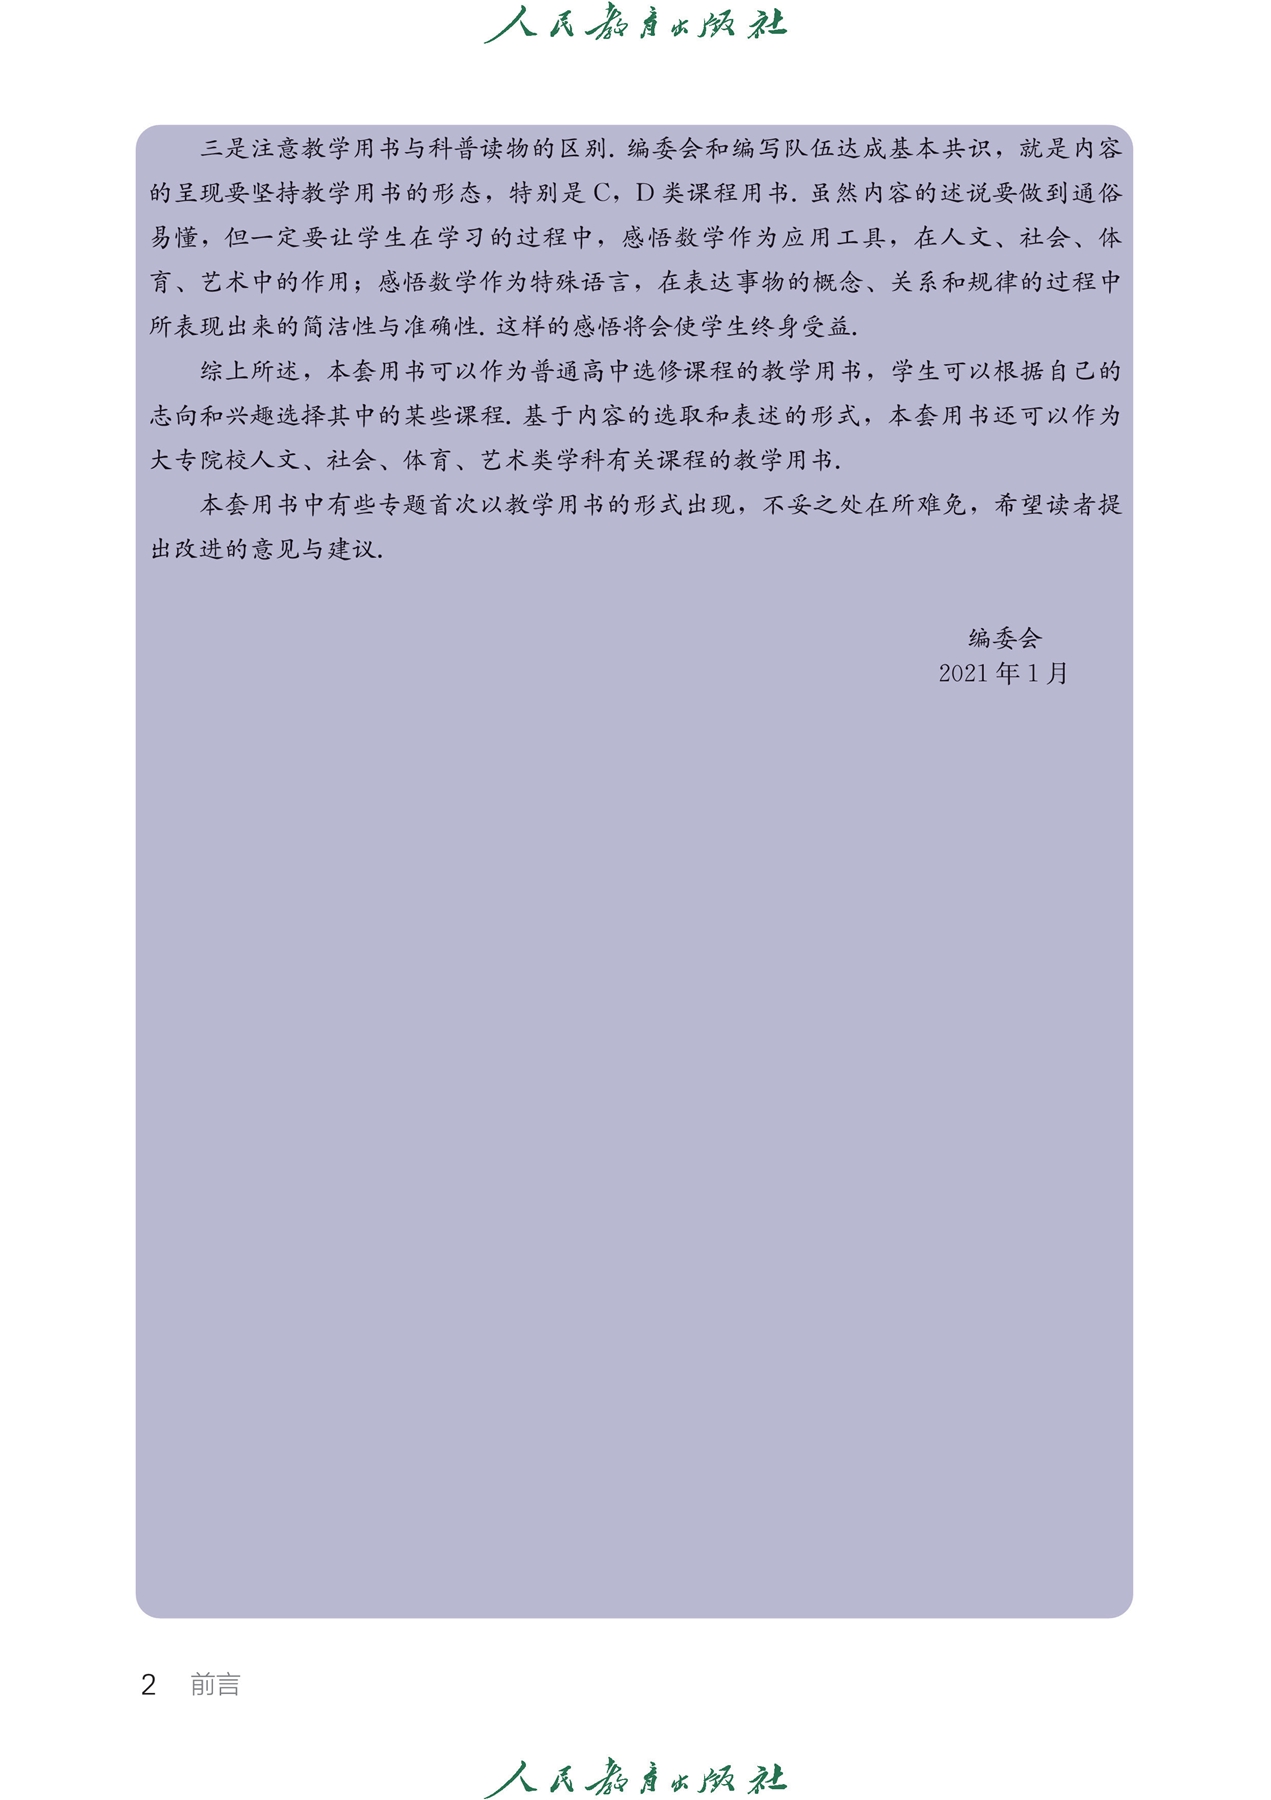 人民教育出版社
三是注意教学用书与科普读物的区别. 编委会和编写队伍达成基本共识，就是内容
的呈现要坚持教学用书的形态，特别是 C，D 类课程用书. 虽然内容的述说要做到通俗
易懂，但一定要让学生在学习的过程中，感悟数学作为应用工具，在人文、社会、体
育、艺术中的作用；感悟数学作为特殊语言，在表达事物的概念、关系和规律的过程中
所表现出来的简洁性与准确性. 这样的感悟将会使学生终身受益.
综上所述，本套用书可以作为普通高中选修课程的教学用书，学生可以根据自己的
志向和兴趣选择其中的某些课程. 基于内容的选取和表述的形式，本套用书还可以作为
大专院校人文、社会、体育、艺术类学科有关课程的教学用书.
本套用书中有些专题首次以教学用书的形式出现，不妥之处在所难免，希望读者提
出改进的意见与建议.
编委会
2021 年 1 月
2 前言
人民教育出版社